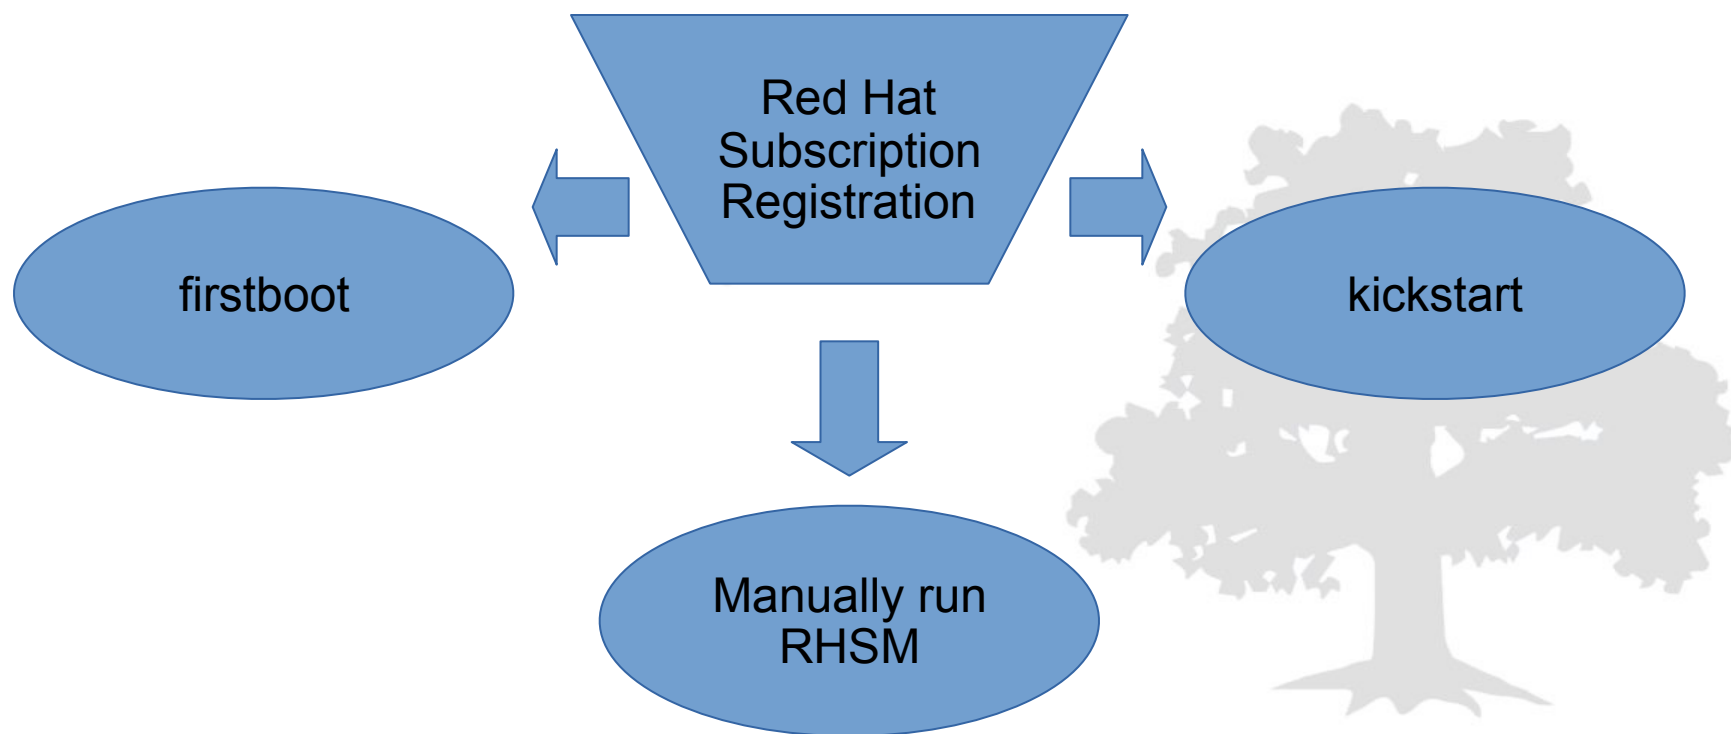 Red Hat
Subscription
Registration
firstboot
kickstart
Manually run
RHSM